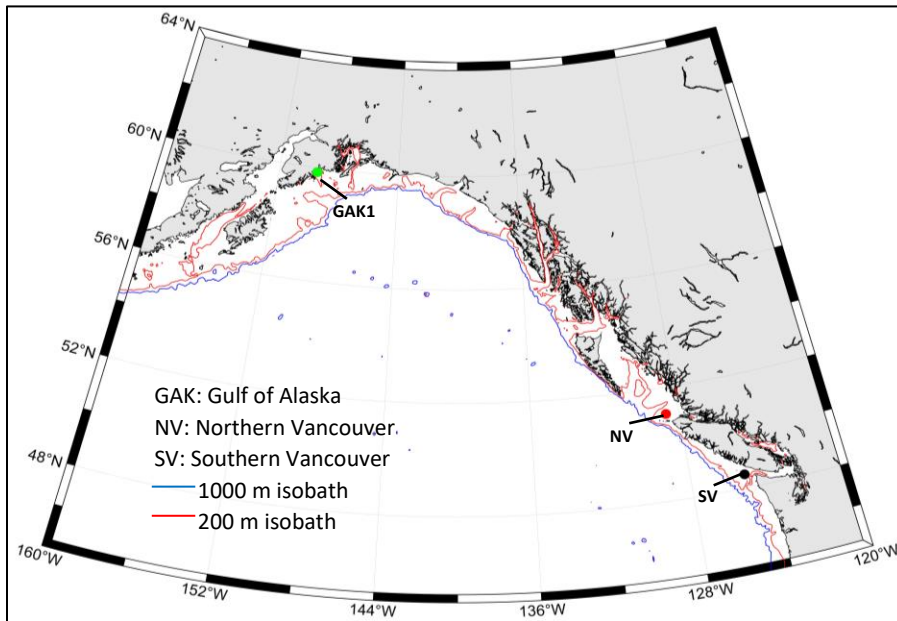 64°N
60°N
56°N
52°N
48°N
GAK1
NV
SV
GAK: Gulf of Alaska
NV: Northern Vancouver.
SV: Southern Vancouver
1000 m isobath
200 m isobath
160°W
152°W
144°W
136°W
128°W
120°W